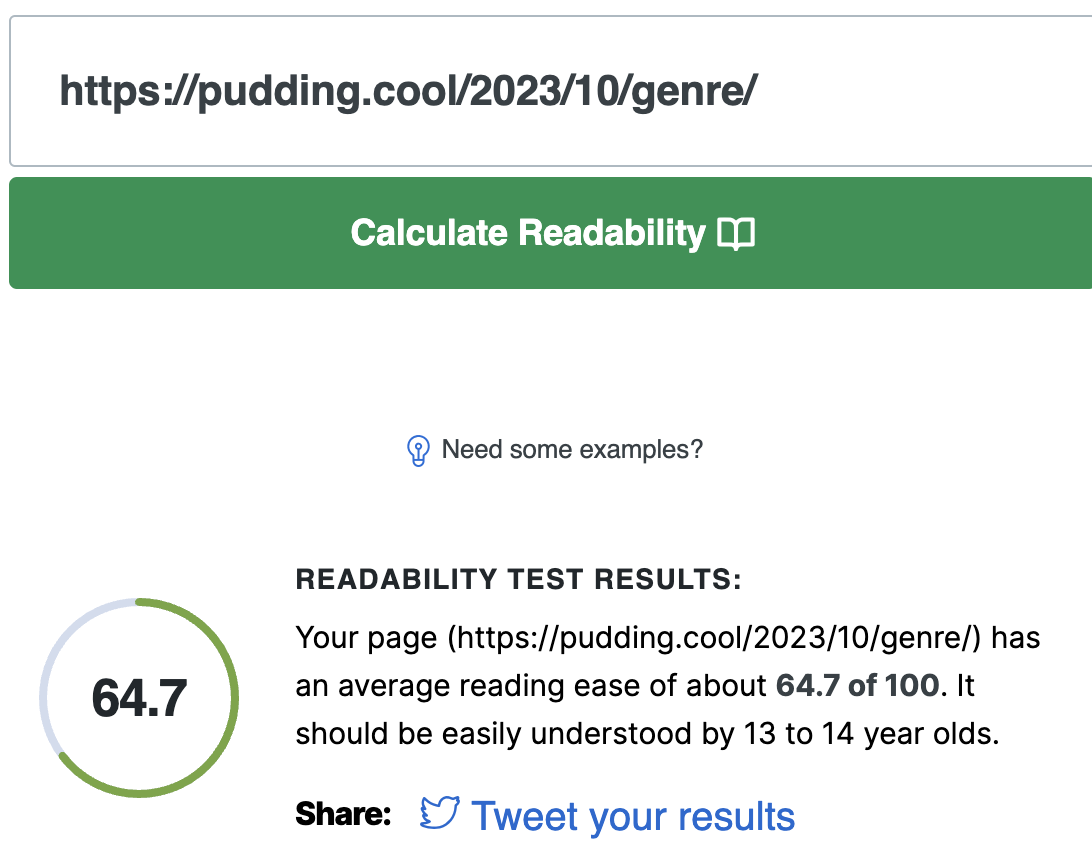 https://pudding.cool/2023/10/genre/
Calculate Readability
Need some examples?
READABILITY TEST RESULTS:
64.7
Your page (https://pudding.cool/2023/10/genre/) has
an average reading ease of about 64.7 of 100. It
should be easily understood by 13 to 14 year olds.
Share: Tweet your results